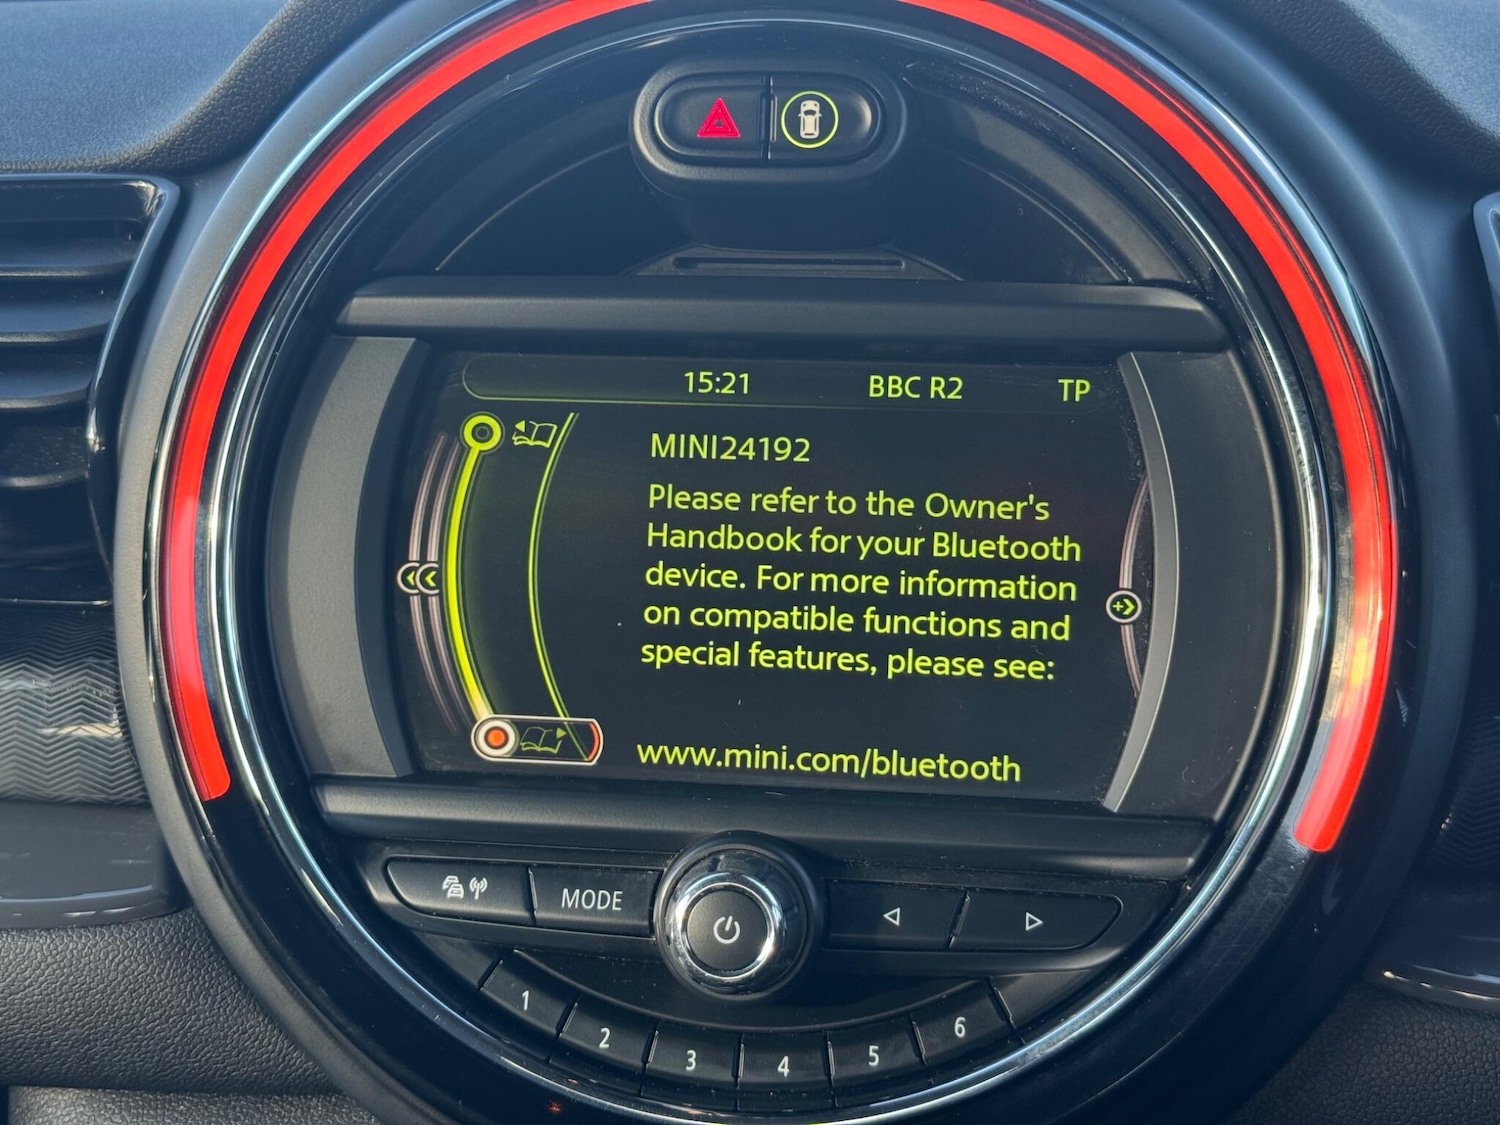 15:21 BBC R2 TP
MINI24192
Please refer to the Owner's
Handbook for your Bluetooth
device. For more information
on compatible functions and
special features, please see:
www.mini.com/bluetooth
MODE
1 2 3 4 5 6